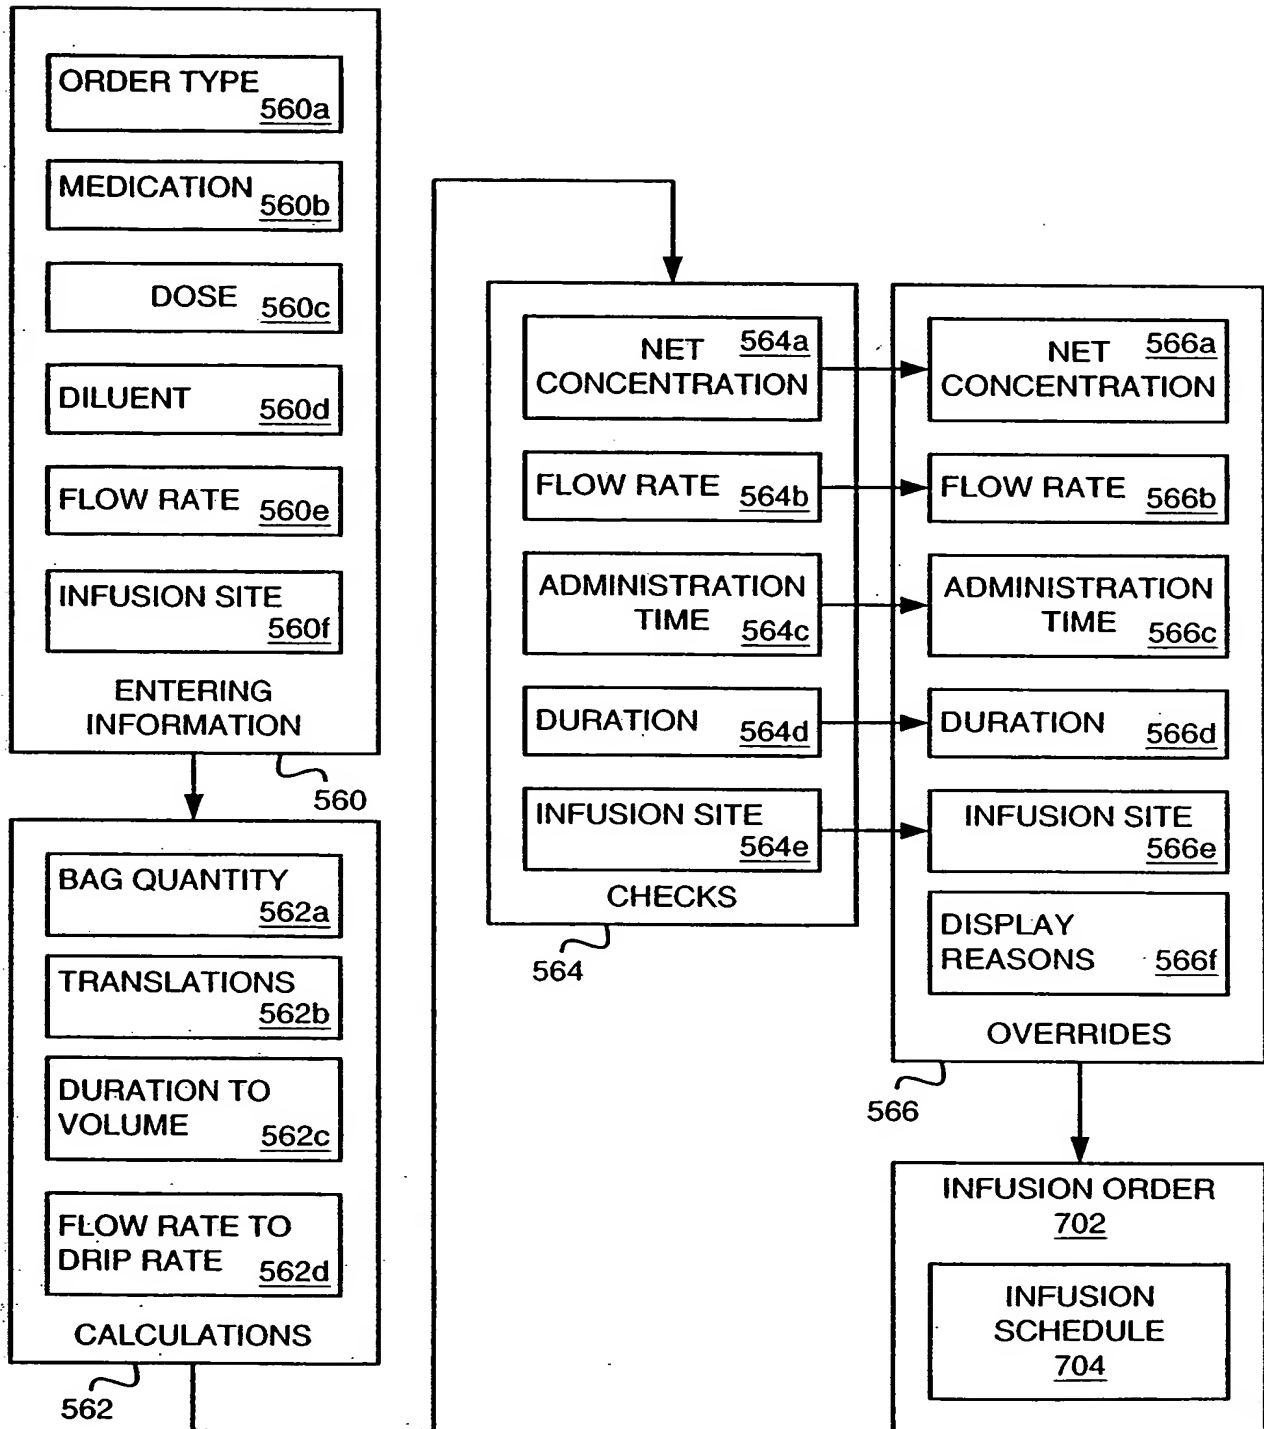 ORDER TYPE
560a
MEDICATION
560b
DOSE 560c
DILUENT
560d
FLOW RATE
560e
INFUSION SITE
560f
ENTERING
INFORMATION
560
BAG QUANTITY
562a
TRANSLATIONS
562b
DURATION TO
VOLUME 562c
FLOW RATE TO
DRIP RATE 562d
CALCULATIONS
562
NET 564a
CONCENTRATION
FLOW RATE 564b
ADMINISTRATION
TIME 564c
DURATION 564d
INFUSION SITE
564e
CHECKS
564
NET 566a
CONCENTRATION
FLOW RATE 566b
ADMINISTRATION
TIME 566c
DURATION 566d
INFUSION SITE
566e
DISPLAY
REASONS 566f
OVERRIDES
566
INFUSION ORDER
702
INFUSION
SCHEDULE
704